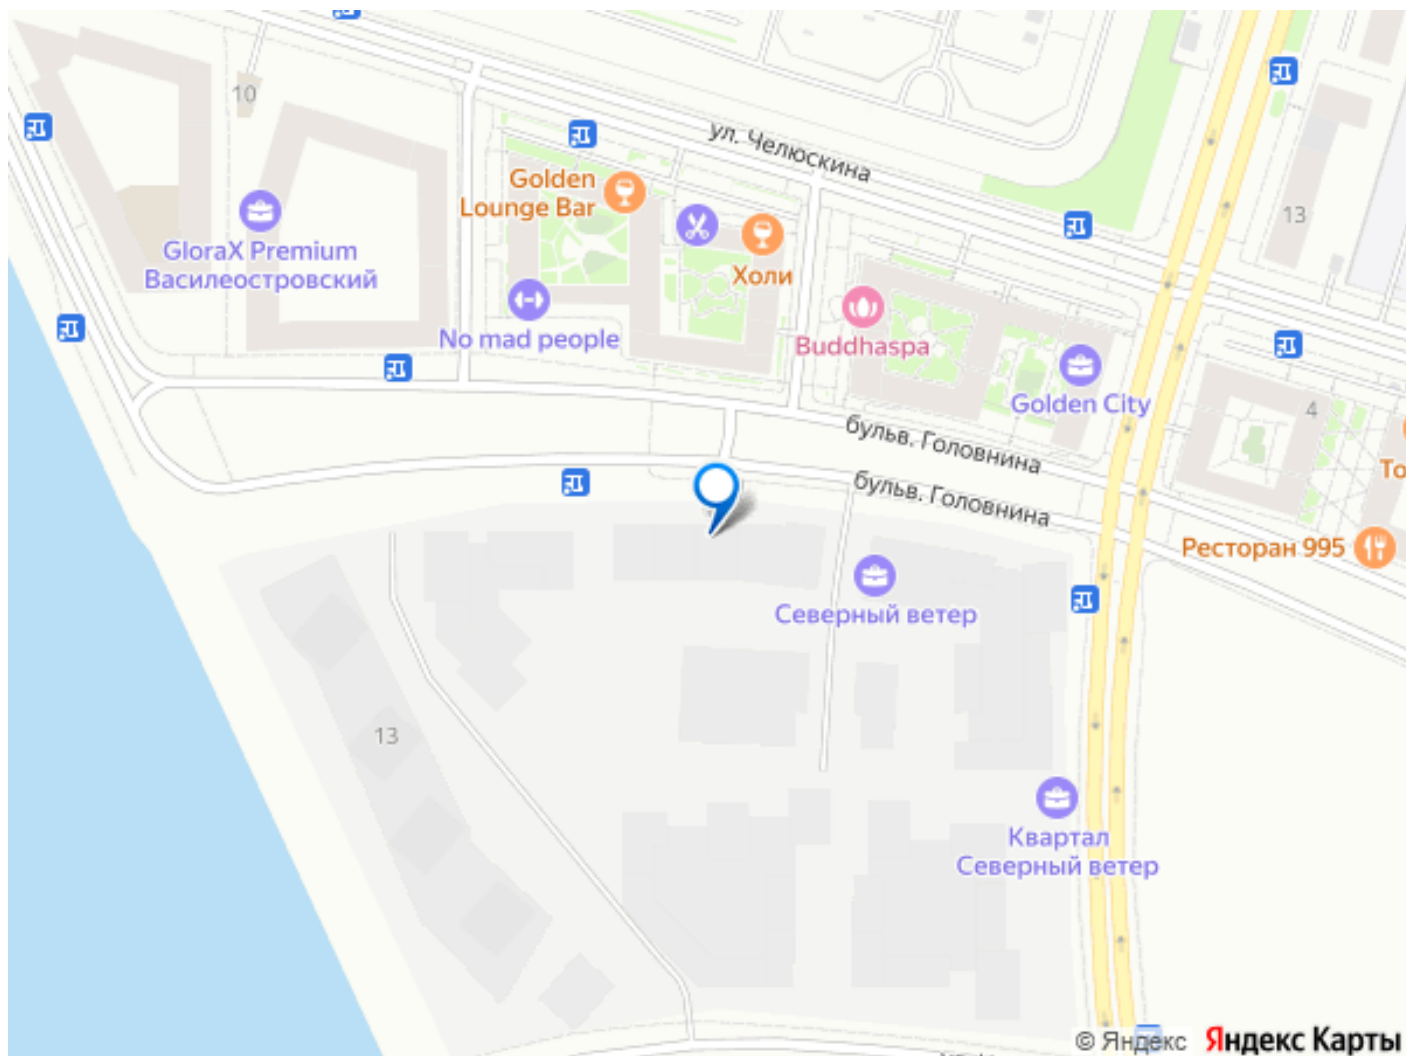 10
ул. Челюскина
Golden
Lounge Bar
13
GloraX Premium
Василеостровский
Холи
No mad people
Buddhaspa
Golden City
4
бульв. Головнина
То
бульв. Головнина
Ресторан 995
Северный ветер
13
Квартал
Северный ветер
© Яндекс Яндекс Карты